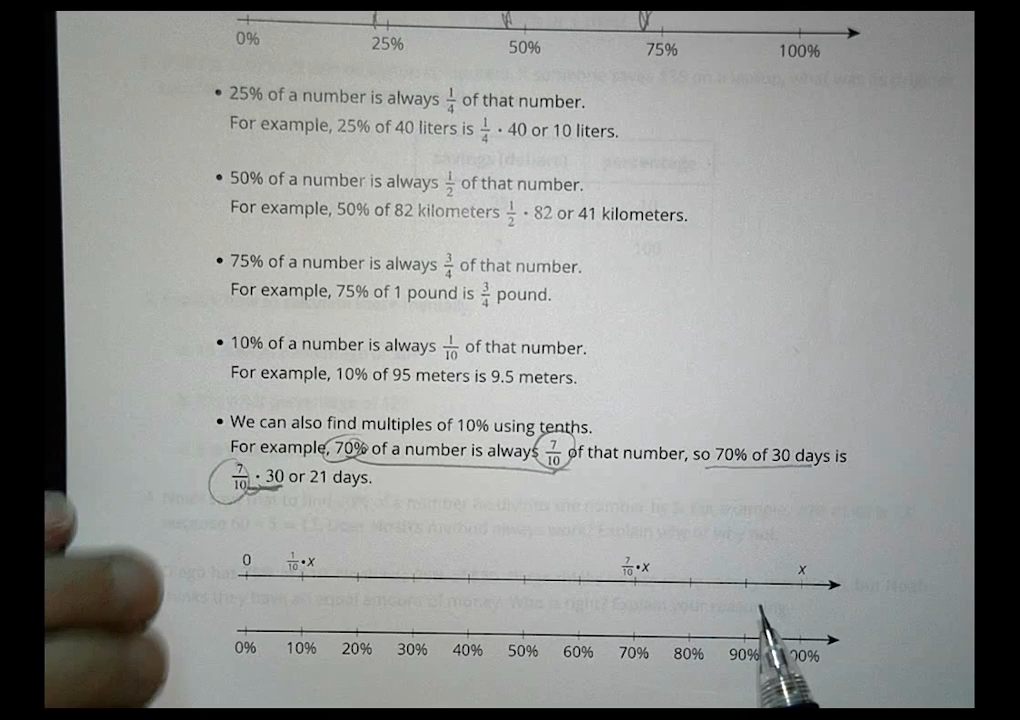 0% 25% 50% 75% 100%
• 25% of a number is always 1/4 of that number.
For example, 25% of 40 liters is 1/4 · 40 or 10 liters.
• 50% of a number is always 1/2 of that number.
For example, 50% of 82 kilometers 1/2 · 82 or 41 kilometers.
• 75% of a number is always 3/4 of that number.
For example, 75% of 1 pound is 3/4 pound.
• 10% of a number is always 1/10 of that number.
For example, 10% of 95 meters is 9.5 meters.
• We can also find multiples of 10% using tenths.
For example, 70% of a number is always 7/10 of that number, so 70% of 30 days is
7/10 · 30 or 21 days.
0 1/10 · x 7/10 · x x
0% 10% 20% 30% 40% 50% 60% 70% 80% 90% 00%